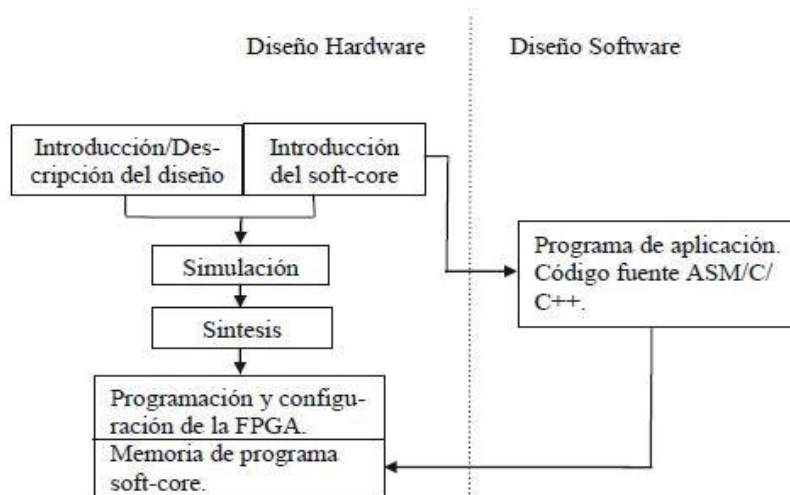 Diseño Hardware
Diseño Software
Introducción/Des-
cripción del diseño
Introducción
del soft-core
Simulación
Sintesis
Programa de aplicación.
Código fuente ASM/C/
C++.
Programación y configu-
ración de la FPGA.
Memoria de programa
soft-core.